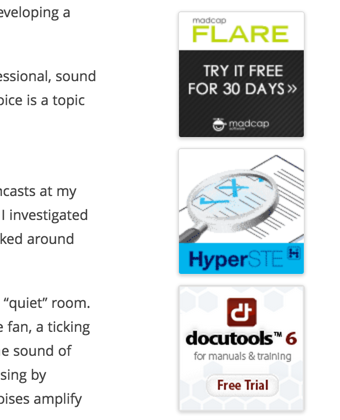 eveloping a
essional, sound
oice is a topic
ncasts at my
I investigated
ked around
“quiet” room.
e fan, a ticking
e sound of
sing by
oises amplify
madcap
FLARE
TRY IT FREE
FOR 30 DAYS »
madcap
software
HyperSTE H
dt
docutools™ 6
for manuals & training
Free Trial